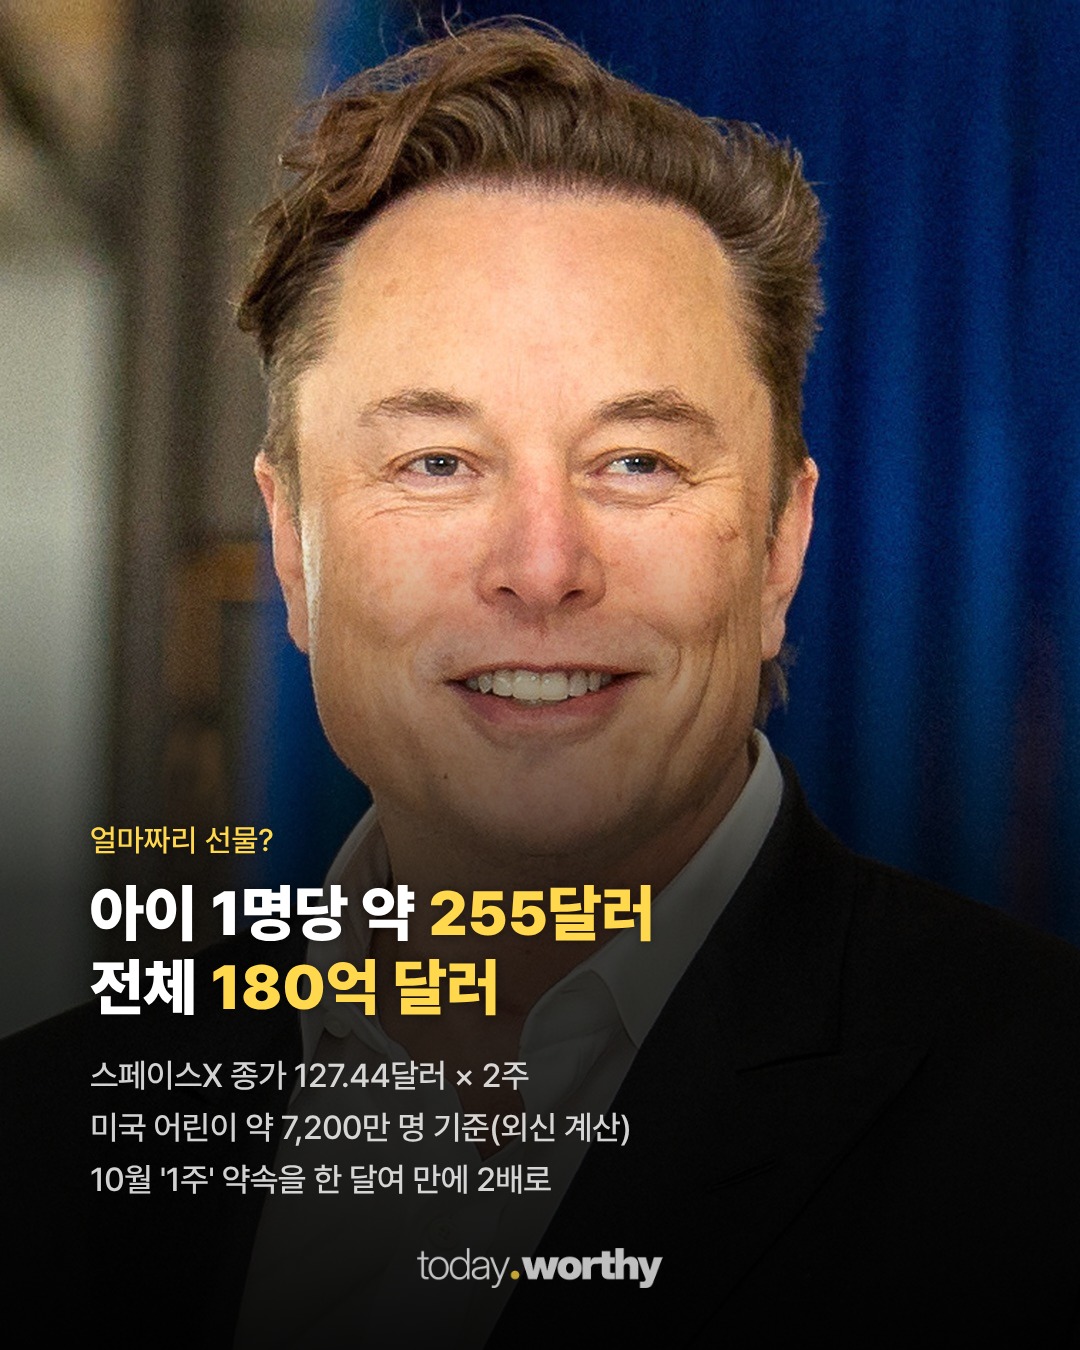 얼마짜리 선물?
아이 1명당 약 255달러
전체 180억 달러
스페이스X 종가 127.44달러 × 2주
미국 어린이 약 7,200만 명 기준(외신 계산)
10월 '1주' 약속을 한 달여 만에 2배로
today.worthy